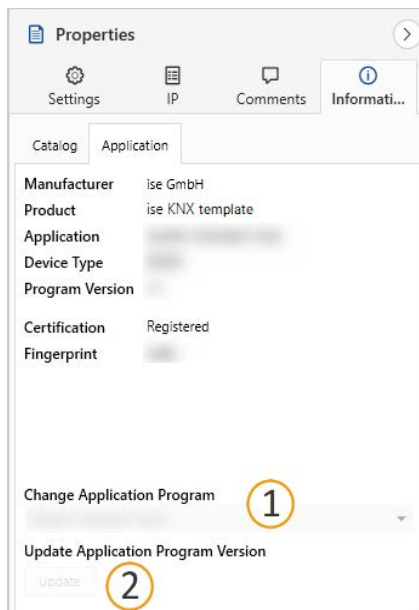 Properties
Settings IP Comments Informati...
Catalog Application
Manufacturer ise GmbH
Product ise KNX template
Application
Device Type
Program Version
Certification Registered
Fingerprint
Change Application Program
1
Update Application Program Version
Update
2